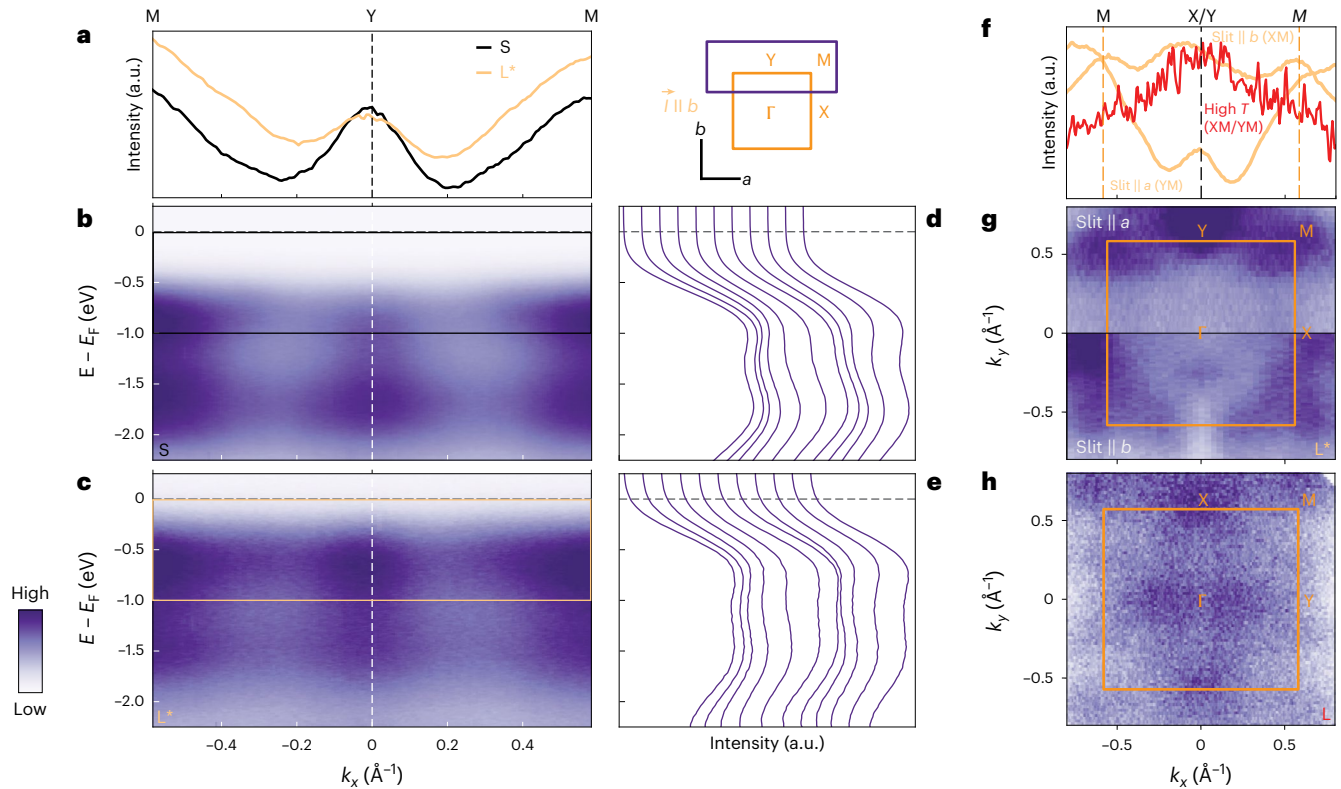 M Y M
a
Intensity (a.u.)
S
L*
Y M
Γ X
I || b
b
a
f
M X/Y M
Intensity (a.u.)
Slit || b (XM)
High T
(XM/YM)
Slit || a (YM)
b
E – E_F (eV)
0
–0.5
–1.0
–1.5
–2.0
S
d
g
k_y (Å⁻¹)
0.5
0
–0.5
Slit || a
Y M
Γ X
Slit || b
L*
c
E – E_F (eV)
0
–0.5
–1.0
–1.5
–2.0
L*
–0.4 –0.2 0 0.2 0.4
k_x (Å⁻¹)
High
Low
e
Intensity (a.u.)
h
k_y (Å⁻¹)
0.5
0
–0.5
X M
Γ Y
L
–0.5 0 0.5
k_x (Å⁻¹)